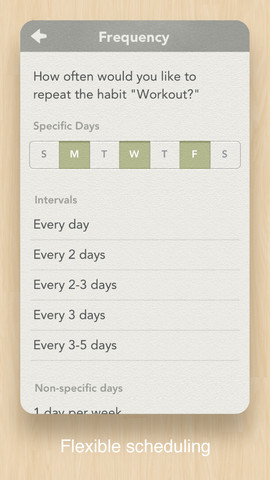 Frequency
How often would you like to
repeat the habit "Workout?"
Specific Days
S M T W T F S
Intervals
Every day
Every 2 days
Every 2-3 days
Every 3 days
Every 3-5 days
Non-specific days
1 day per week
Flexible scheduling